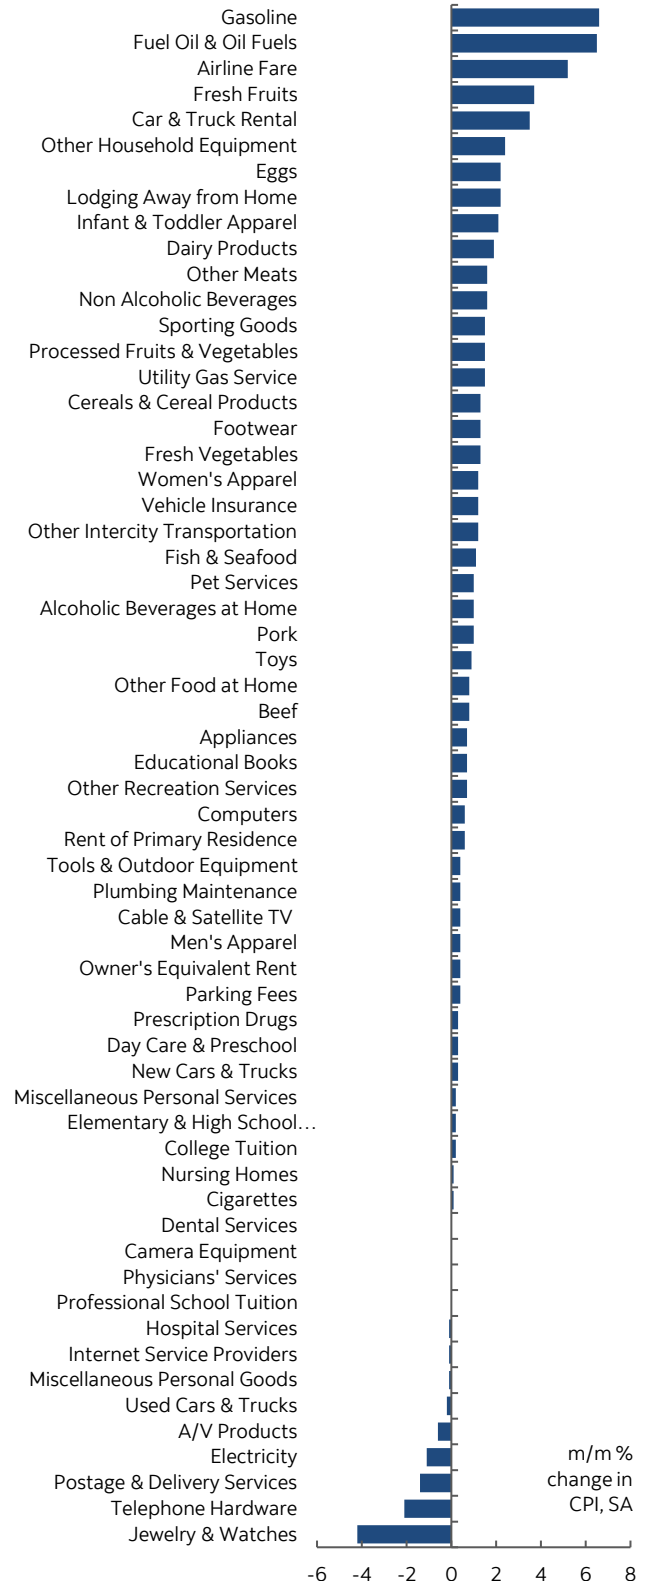 Gasoline
Fuel Oil & Oil Fuels
Airline Fare
Fresh Fruits
Car & Truck Rental
Other Household Equipment
Eggs
Lodging Away from Home
Infant & Toddler Apparel
Dairy Products
Other Meats
Non Alcoholic Beverages
Sporting Goods
Processed Fruits & Vegetables
Utility Gas Service
Cereals & Cereal Products
Footwear
Fresh Vegetables
Women's Apparel
Vehicle Insurance
Other Intercity Transportation
Fish & Seafood
Pet Services
Alcoholic Beverages at Home
Pork
Toys
Other Food at Home
Beef
Appliances
Educational Books
Other Recreation Services
Computers
Rent of Primary Residence
Tools & Outdoor Equipment
Plumbing Maintenance
Cable & Satellite TV
Men's Apparel
Owner's Equivalent Rent
Parking Fees
Prescription Drugs
Day Care & Preschool
New Cars & Trucks
Miscellaneous Personal Services
Elementary & High School…
College Tuition
Nursing Homes
Cigarettes
Dental Services
Camera Equipment
Physicians' Services
Professional School Tuition
Hospital Services
Internet Service Providers
Miscellaneous Personal Goods
Used Cars & Trucks
A/V Products
Electricity
Postage & Delivery Services
Telephone Hardware
Jewelry & Watches
m/m %
change in
CPI, SA
-6 -4 -2 0 2 4 6 8